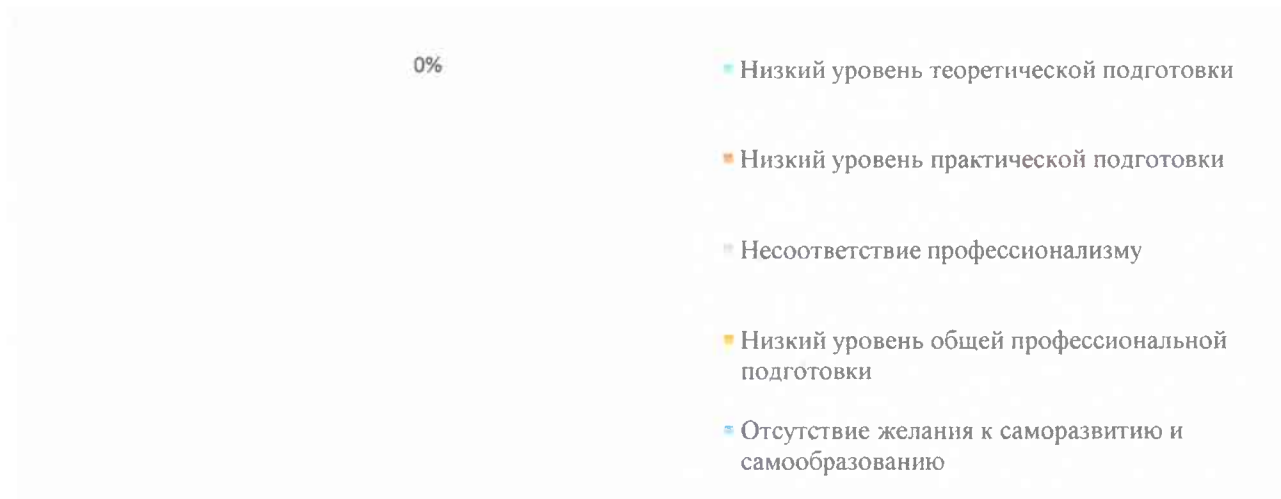 0%
Низкий уровень теоретической подготовки
Низкий уровень практической подготовки
Несоответствие профессионализму
Низкий уровень общей профессиональной
подготовки
Отсутствие желания к саморазвитию и
самообразованию